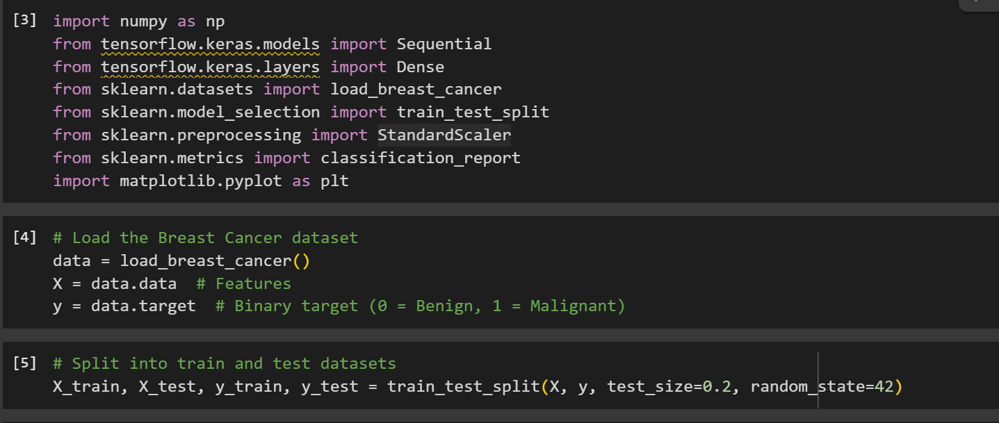 [3] import numpy as np
from tensorflow.keras.models import Sequential
from tensorflow.keras.layers import Dense
from sklearn.datasets import load_breast_cancer
from sklearn.model_selection import train_test_split
from sklearn.preprocessing import StandardScaler
from sklearn.metrics import classification_report
import matplotlib.pyplot as plt
[4] # Load the Breast Cancer dataset
data = load_breast_cancer()
X = data.data  # Features
y = data.target  # Binary target (0 = Benign, 1 = Malignant)
[5] # Split into train and test datasets
X_train, X_test, y_train, y_test = train_test_split(X, y, test_size=0.2, random_state=42)